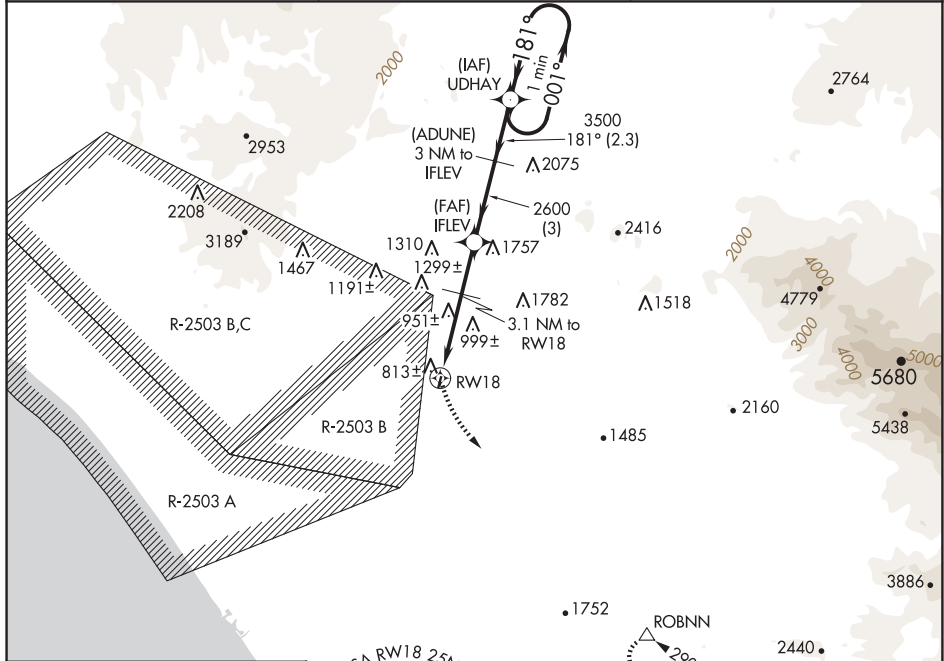 181°
1 min
001°
(IAF)
UDHAY
2000
2764
2953
3500
181° (2.3)
(ADUNE)
3 NM to
IFLEV
2075
2208
3189
1467
1191±
(FAF)
IFLEV
2600
(3)
1310
1757
1299±
2416
2000
4000
4779
951±
1782
1518
3000
999±
3.1 NM to
RW18
R-2503 B,C
4000
5000
5680
813±
RW18
2160
5438
R-2503 B
1485
R-2503 A
3886
1752
ROBNN
2440
RW18